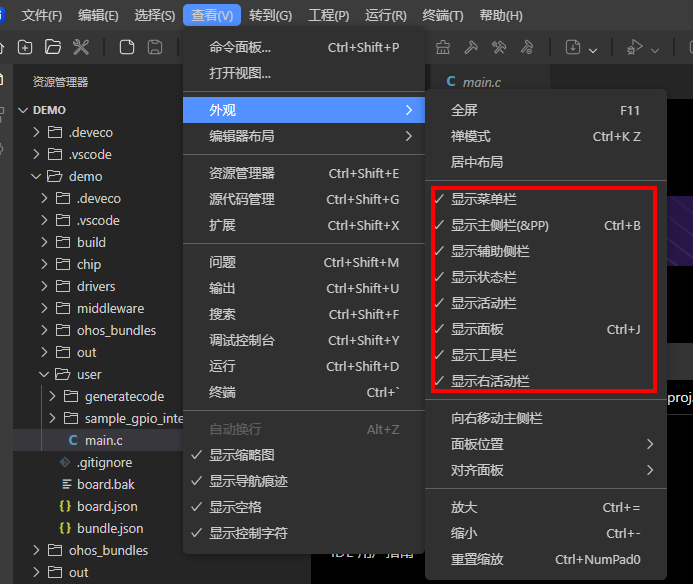 文件(F) 编辑(E) 选择(S) 查看(V) 转到(G) 工程(P) 运行(R) 终端(T) 帮助(H)
资源管理器
DEMO
.deveco
.vscode
demo
.deveco
.vscode
build
chip
drivers
middleware
ohos_bundles
out
user
generatecode
sample_gpio_inte
C main.c
.gitignore
board.bak
{} board.json
{} bundle.json
ohos_bundles
out
命令面板... Ctrl+Shift+P
打开视图...
外观
编辑器布局
资源管理器 Ctrl+Shift+E
源代码管理 Ctrl+Shift+G
扩展 Ctrl+Shift+X
问题 Ctrl+Shift+M
输出 Ctrl+Shift+U
搜索 Ctrl+Shift+F
调试控制台 Ctrl+Shift+Y
运行 Ctrl+Shift+D
终端 Ctrl+`
自动换行 Alt+Z
显示缩略图
显示导航痕迹
显示空格
显示控制字符
C main.c
全屏 F11
禅模式 Ctrl+K Z
居中布局
显示菜单栏
显示主侧栏(&PP) Ctrl+B
显示辅助侧栏
显示状态栏
显示活动栏
显示面板 Ctrl+J
显示工具栏
显示右活动栏
向右移动主侧栏
面板位置
对齐面板
放大 Ctrl+=
缩小 Ctrl+-
重置缩放 Ctrl+NumPad0
proj